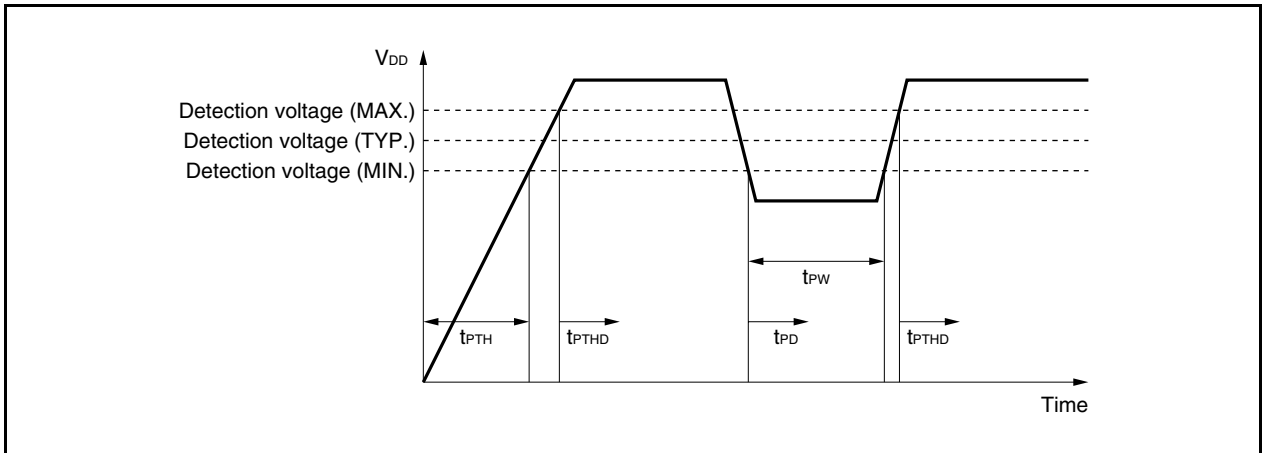 VDD
Detection voltage (MAX.)
Detection voltage (TYP.)
Detection voltage (MIN.)
tPW
tPTH tPTHD tPD tPTHD
Time